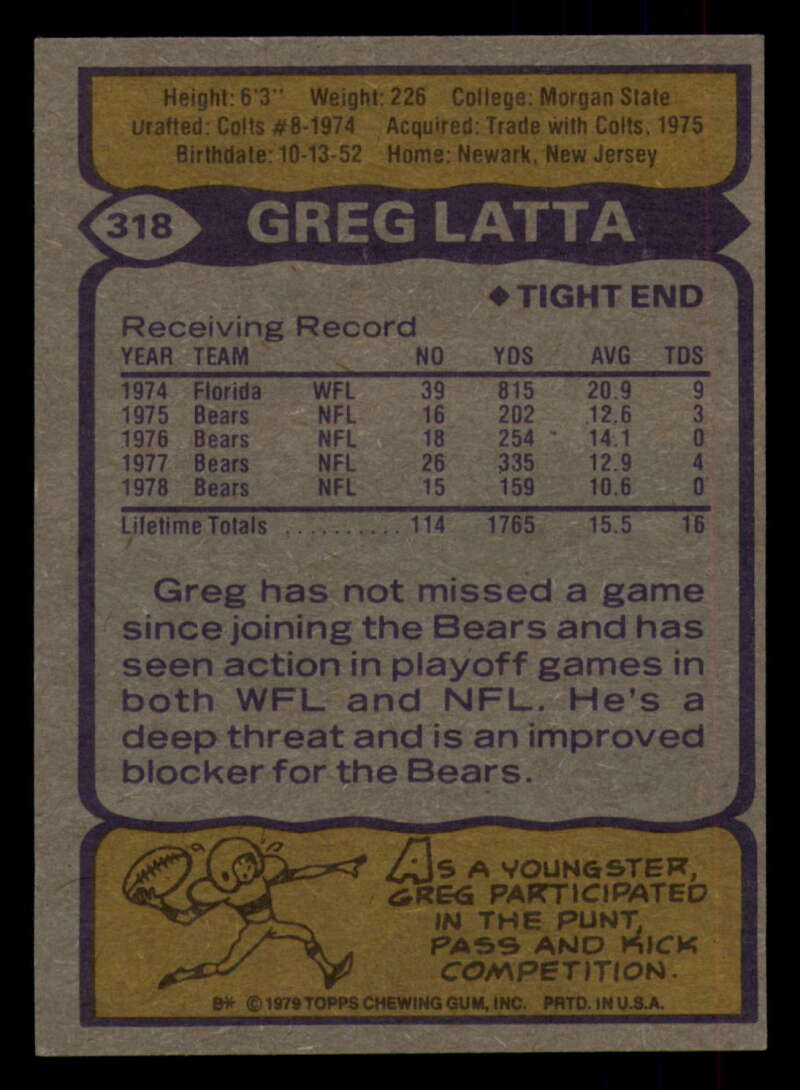 Height: 6'3" Weight: 226 College: Morgan State
Drafted: Colts #8-1974 Acquired: Trade with Colts, 1975
Birthdate: 10-13-52 Home: Newark, New Jersey
318 GREG LATTA
◆ TIGHT END
Receiving Record
YEAR TEAM NO YDS AVG TDS
1974 Florida WFL 39 815 20.9 9
1975 Bears NFL 16 202 12.6 3
1976 Bears NFL 18 254 14.1 0
1977 Bears NFL 26 335 12.9 4
1978 Bears NFL 15 159 10.6 0
Lifetime Totals .......... 114 1765 15.5 16
Greg has not missed a game
since joining the Bears and has
seen action in playoff games in
both WFL and NFL. He's a
deep threat and is an improved
blocker for the Bears.
AS A YOUNGSTER,
GREG PARTICIPATED
IN THE PUNT,
PASS AND KICK
COMPETITION.
B* © 1979 TOPPS CHEWING GUM, INC. PRTD. IN U.S.A.